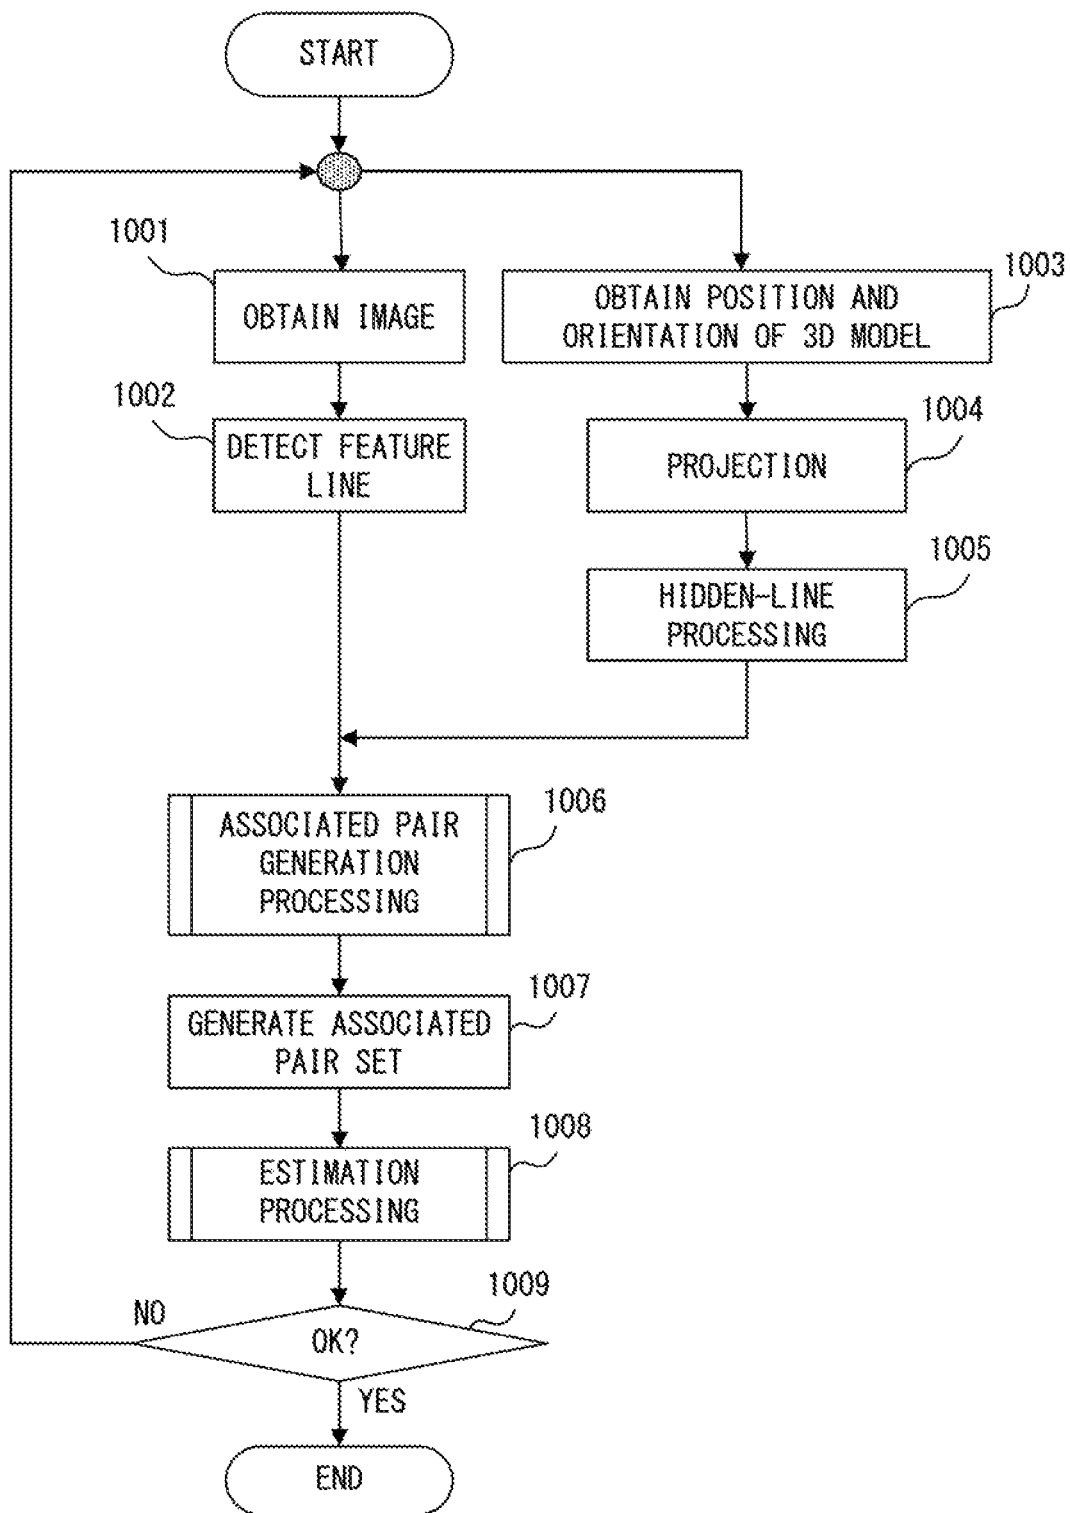 START
1001
OBTAIN IMAGE
1003
OBTAIN POSITION AND
ORIENTATION OF 3D MODEL
1002
DETECT FEATURE
LINE
1004
PROJECTION
1005
HIDDEN-LINE
PROCESSING
1006
ASSOCIATED PAIR
GENERATION
PROCESSING
1007
GENERATE ASSOCIATED
PAIR SET
1008
ESTIMATION
PROCESSING
1009
NO
OK?
YES
END